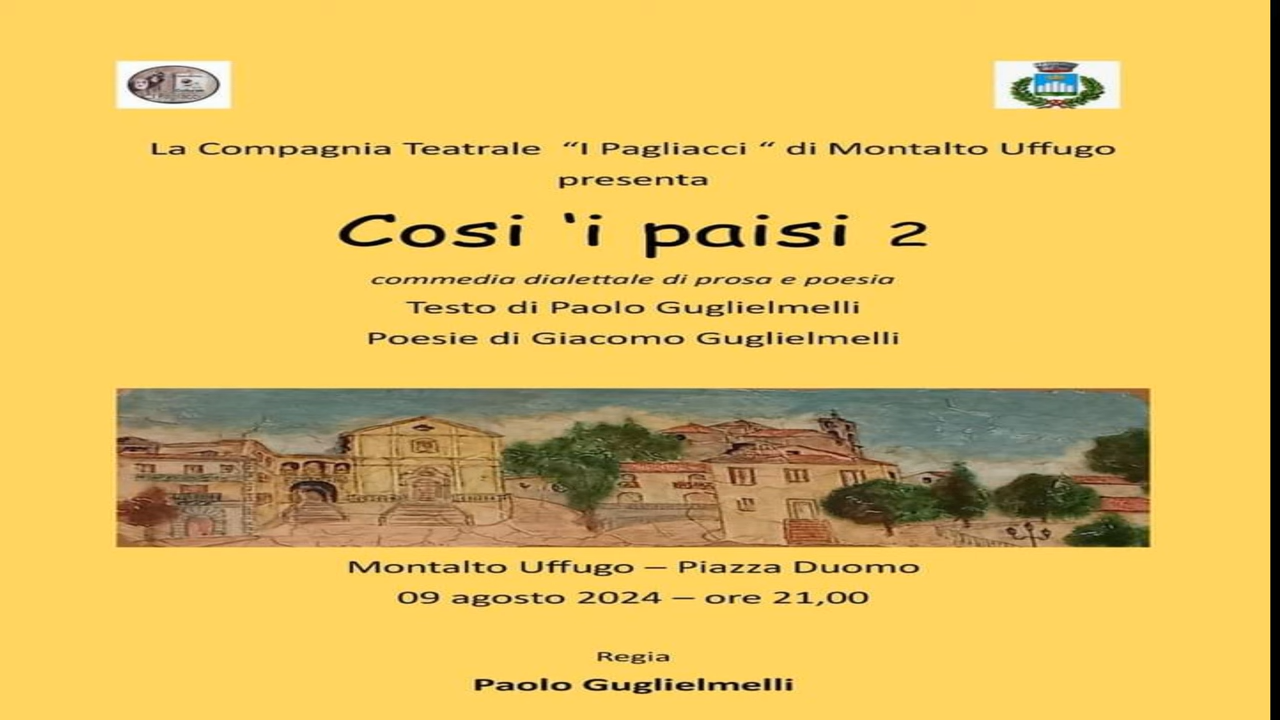 La Compagnia Teatrale “I Pagliacci “ di Montalto Uffugo
presenta
Cosi ‘i paisi 2
commedia dialettale di prosa e poesia
Testo di Paolo Guglielmelli
Poesie di Giacomo Guglielmelli
Montalto Uffugo – Piazza Duomo
09 agosto 2024 – ore 21,00
Regia
Paolo Guglielmelli